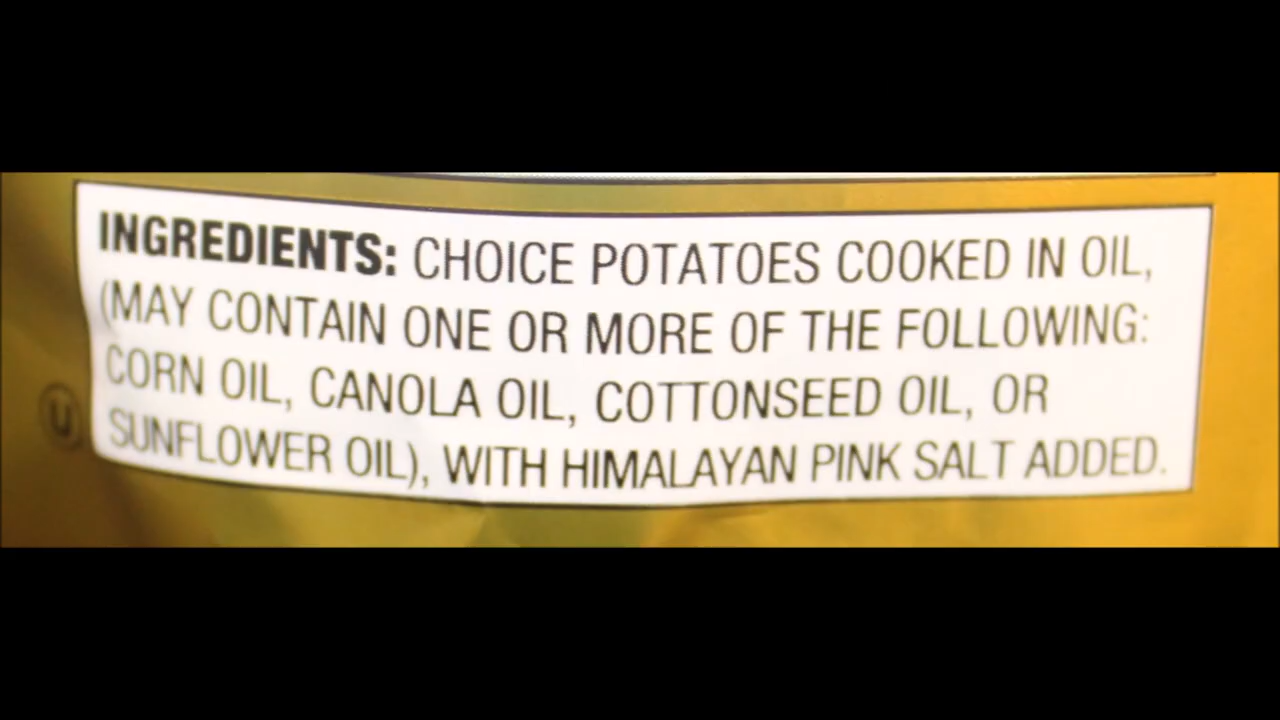 INGREDIENTS: CHOICE POTATOES COOKED IN OIL,
(MAY CONTAIN ONE OR MORE OF THE FOLLOWING:
CORN OIL, CANOLA OIL, COTTONSEED OIL, OR
U SUNFLOWER OIL), WITH HIMALAYAN PINK SALT ADDED.